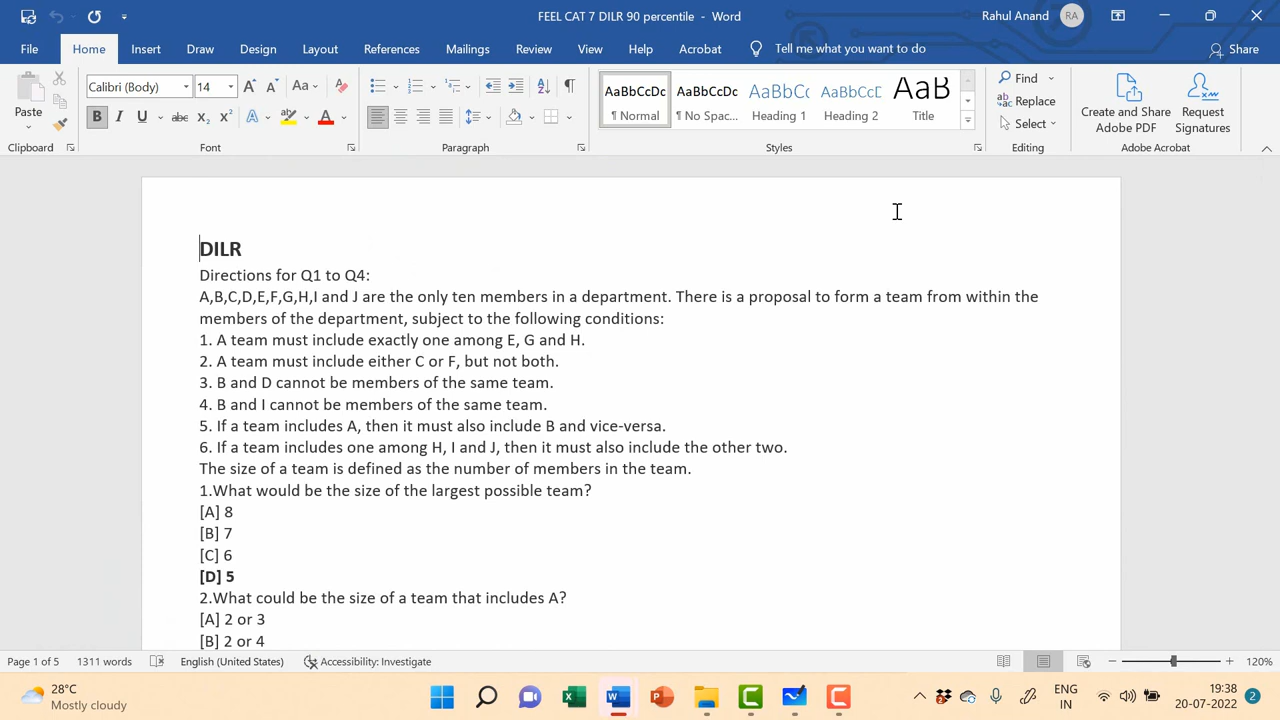 FEEL CAT 7 DILR 90 percentile - Word
Rahul Anand RA
File Home Insert Draw Design Layout References Mailings Review View Help Acrobat Tell me what you want to do Share
Paste
Calibri (Body) 14
AaBbCcDc AaBbCcDc AaBbCc AaBbCcD AaB
¶ Normal ¶ No Spac... Heading 1 Heading 2 Title
Find
Replace
Select
Create and Share Adobe PDF
Request Signatures
Clipboard Font Paragraph Styles Editing Adobe Acrobat
DILR
Directions for Q1 to Q4:
A,B,C,D,E,F,G,H,I and J are the only ten members in a department. There is a proposal to form a team from within the
members of the department, subject to the following conditions:
1. A team must include exactly one among E, G and H.
2. A team must include either C or F, but not both.
3. B and D cannot be members of the same team.
4. B and I cannot be members of the same team.
5. If a team includes A, then it must also include B and vice-versa.
6. If a team includes one among H, I and J, then it must also include the other two.
The size of a team is defined as the number of members in the team.
1.What would be the size of the largest possible team?
[A] 8
[B] 7
[C] 6
[D] 5
2.What could be the size of a team that includes A?
[A] 2 or 3
[B] 2 or 4
Page 1 of 5 1311 words English (United States) Accessibility: Investigate 120%
28°C
Mostly cloudy
ENG
IN
19:38
20-07-2022
2